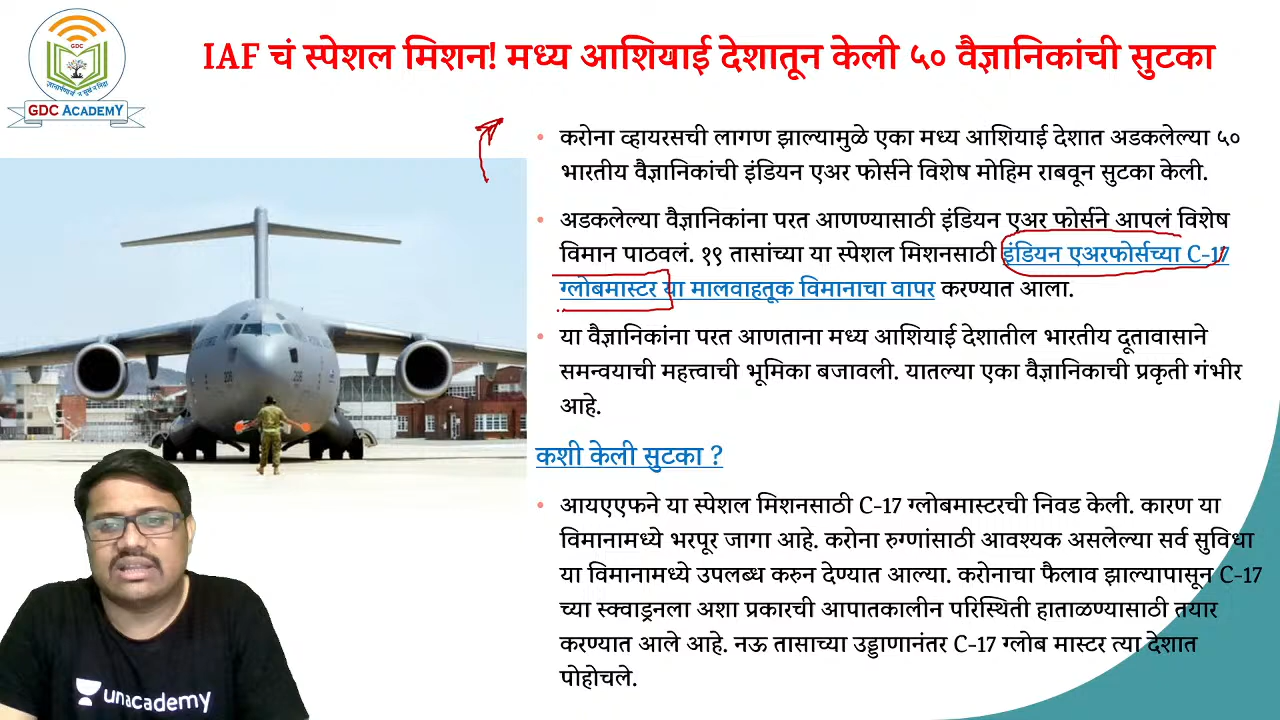 GDC
GDC ACADEMY
IAF चं स्पेशल मिशन! मध्य आशियाई देशातून केली ५० वैज्ञानिकांची सुटका
करोना व्हायरसची लागण झाल्यामुळे एका मध्य आशियाई देशात अडकलेल्या ५०
भारतीय वैज्ञानिकांची इंडियन एअर फोर्सने विशेष मोहिम राबवून सुटका केली.
अडकलेल्या वैज्ञानिकांना परत आणण्यासाठी इंडियन एअर फोर्सने आपलं विशेष
विमान पाठवलं. १९ तासांच्या या स्पेशल मिशनसाठी इंडियन एअरफोर्सच्या C-17
ग्लोबमास्टर या मालवाहतूक विमानाचा वापर करण्यात आला.
या वैज्ञानिकांना परत आणताना मध्य आशियाई देशातील भारतीय दूतावासाने
समन्वयाची महत्त्वाची भूमिका बजावली. यातल्या एका वैज्ञानिकाची प्रकृती गंभीर
आहे.
कशी केली सुटका ?
आयएएफने या स्पेशल मिशनसाठी C-17 ग्लोबमास्टरची निवड केली. कारण या
विमानामध्ये भरपूर जागा आहे. करोना रुग्णांसाठी आवश्यक असलेल्या सर्व सुविधा
या विमानामध्ये उपलब्ध करुन देण्यात आल्या. करोनाचा फैलाव झाल्यापासून C-17
च्या स्क्वाड्रनला अशा प्रकारची आपातकालीन परिस्थिती हाताळण्यासाठी तयार
करण्यात आले आहे. नऊ तासाच्या उड्डाणानंतर C-17 ग्लोब मास्टर त्या देशात
पोहोचले.
unacademy